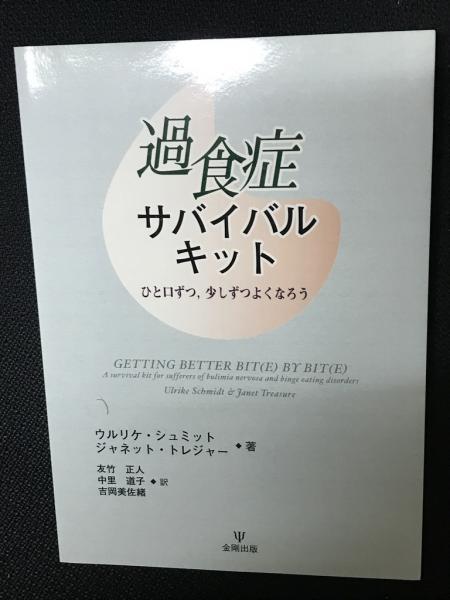 過食症
サバイバル
キット
ひと口ずつ，少しずつよくなろう
GETTING BETTER BIT(E) BY BIT(E)
A survival kit for sufferers of bulimia nervosa and binge eating disorders
Ulrike Schmidt & Janet Treasure
ウルリケ・シュミット
ジャネット・トレジャー ◆ 著
友竹 正人
中里 道子 ◆ 訳
吉岡美佐緒
金剛出版